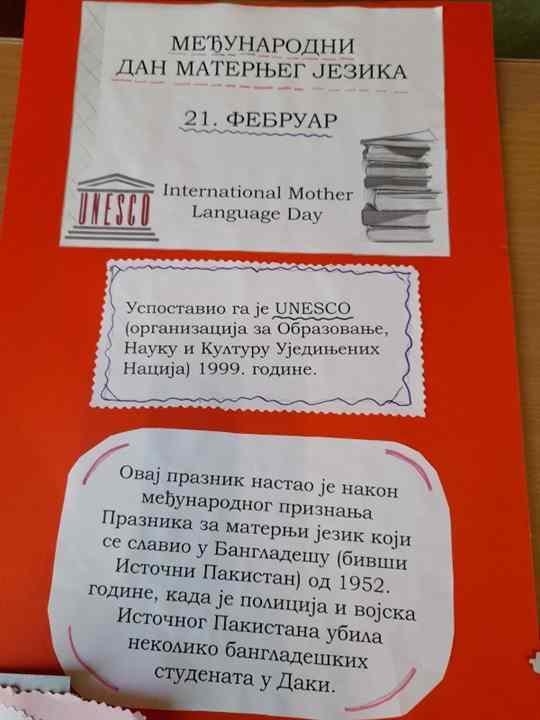 МЕЂУНАРОДНИ
ДАН МАТЕРЊЕГ ЈЕЗИКА
21. ФЕБРУАР
UNESCO
International Mother
Language Day
Успоставио га је UNESCO
(организација за Образовање,
Науку и Културу Уједињених
Нација) 1999. године.
Овај празник настао је након
међународног признања
Празника за матерњи језик који
се славио у Бангладешу (бивши
Источни Пакистан) од 1952.
године, када је полиција и војска
Источног Пакистана убила
неколико бангладешких
студената у Даки.